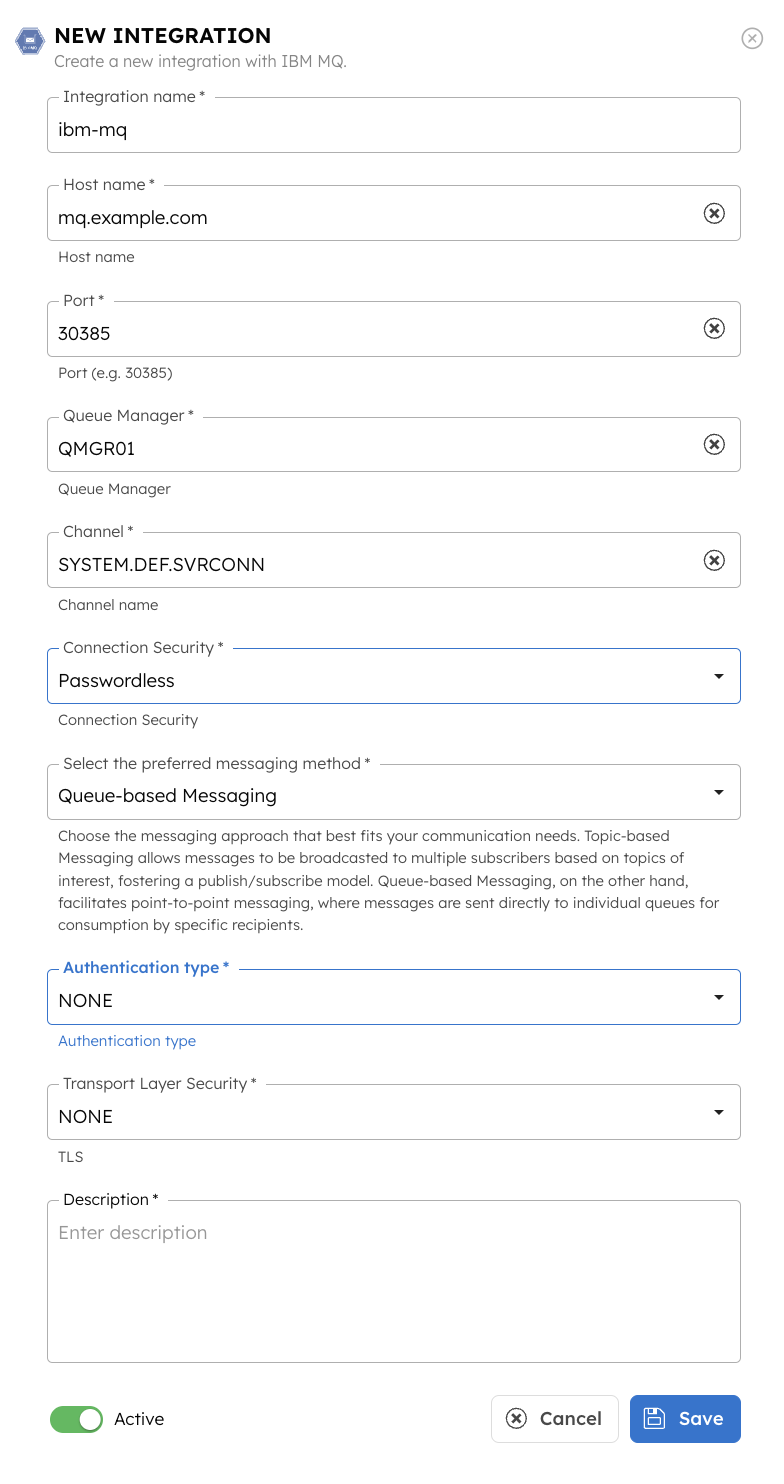 NEW INTEGRATION
Create a new integration with IBM MQ.
Integration name *
ibm-mq
Host name *
mq.example.com
Host name
Port *
30385
Port (e.g. 30385)
Queue Manager *
QMGR01
Queue Manager
Channel *
SYSTEM.DEF.SVRCONN
Channel name
Connection Security *
Passwordless
Connection Security
Select the preferred messaging method *
Queue-based Messaging
Choose the messaging approach that best fits your communication needs. Topic-based
Messaging allows messages to be broadcasted to multiple subscribers based on topics of
interest, fostering a publish/subscribe model. Queue-based Messaging, on the other hand,
facilitates point-to-point messaging, where messages are sent directly to individual queues for
consumption by specific recipients.
Authentication type *
NONE
Authentication type
Transport Layer Security *
NONE
TLS
Description *
Enter description
Active
Cancel
Save